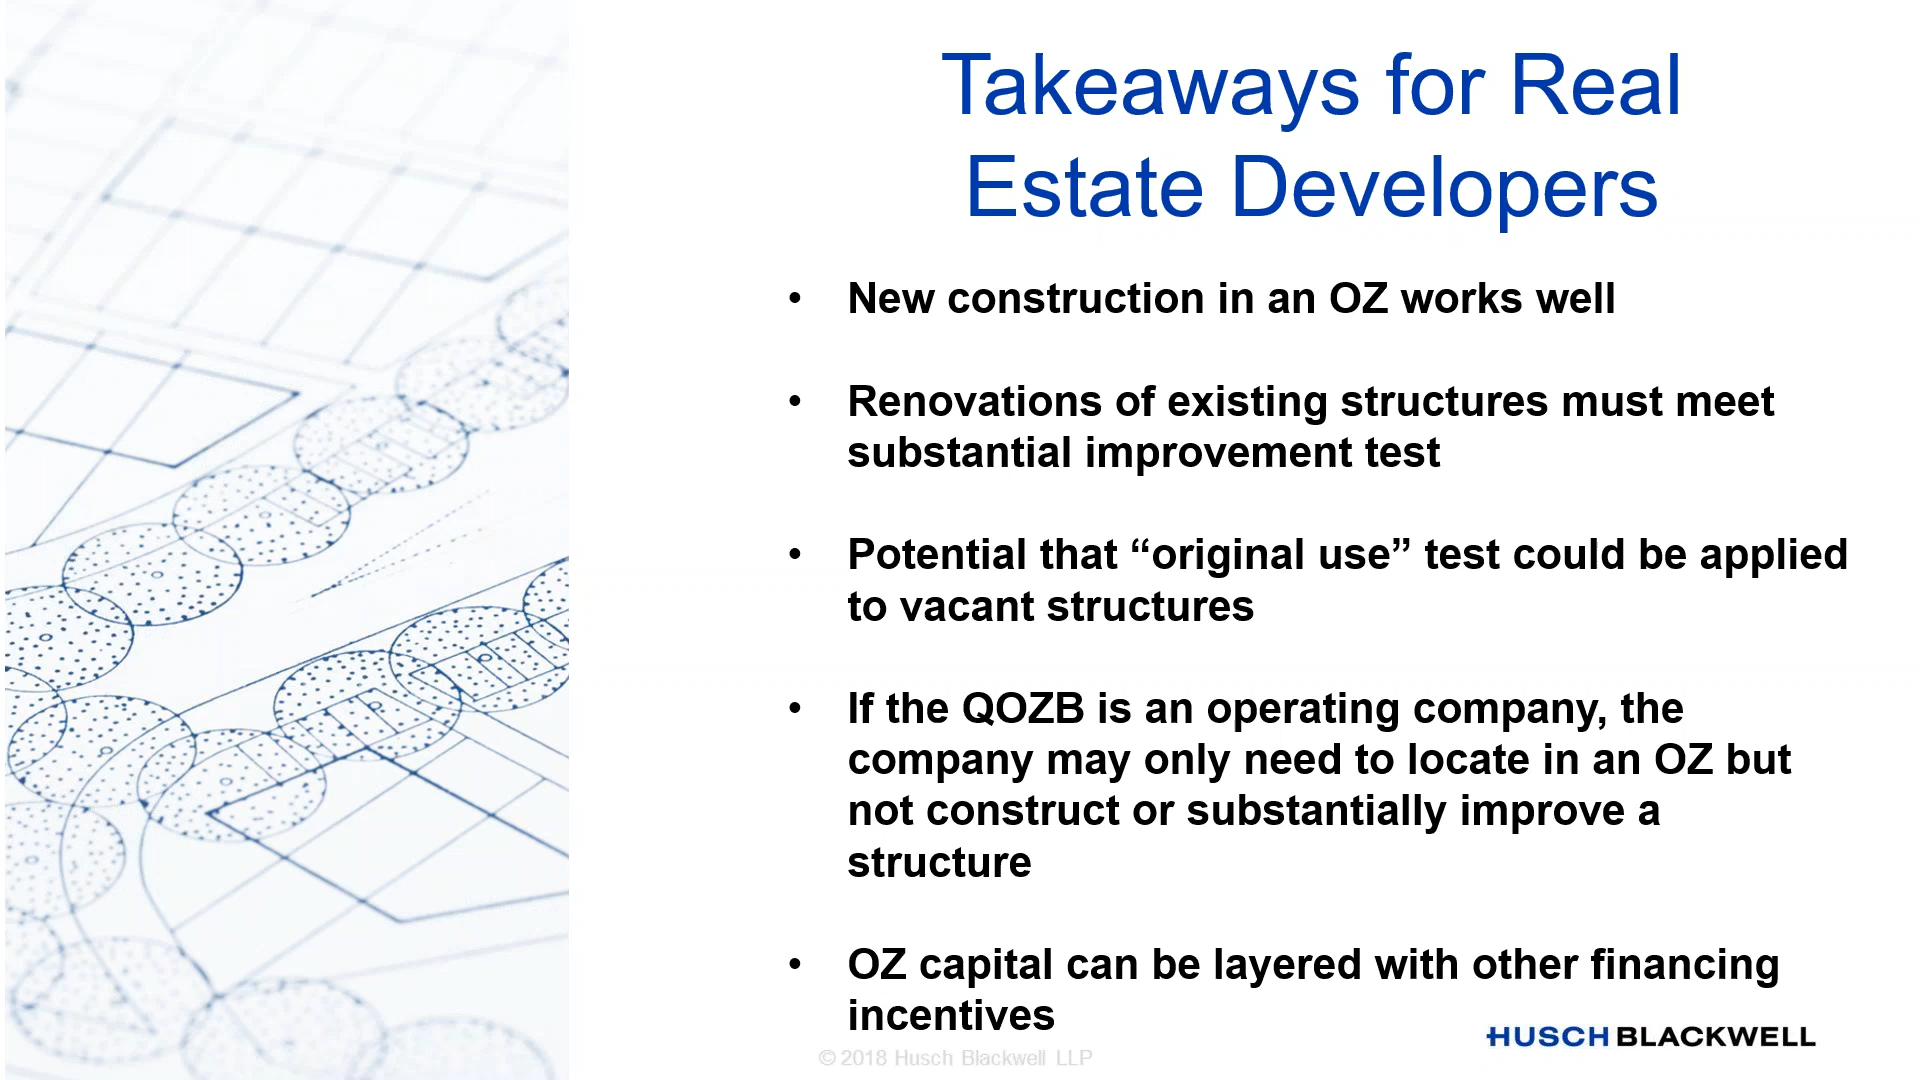 Takeaways for Real
Estate Developers
• New construction in an OZ works well
• Renovations of existing structures must meet
substantial improvement test
• Potential that “original use” test could be applied
to vacant structures
• If the QOZB is an operating company, the
company may only need to locate in an OZ but
not construct or substantially improve a
structure
• OZ capital can be layered with other financing
incentives
HUSCH BLACKWELL
© 2018 Husch Blackwell LLP